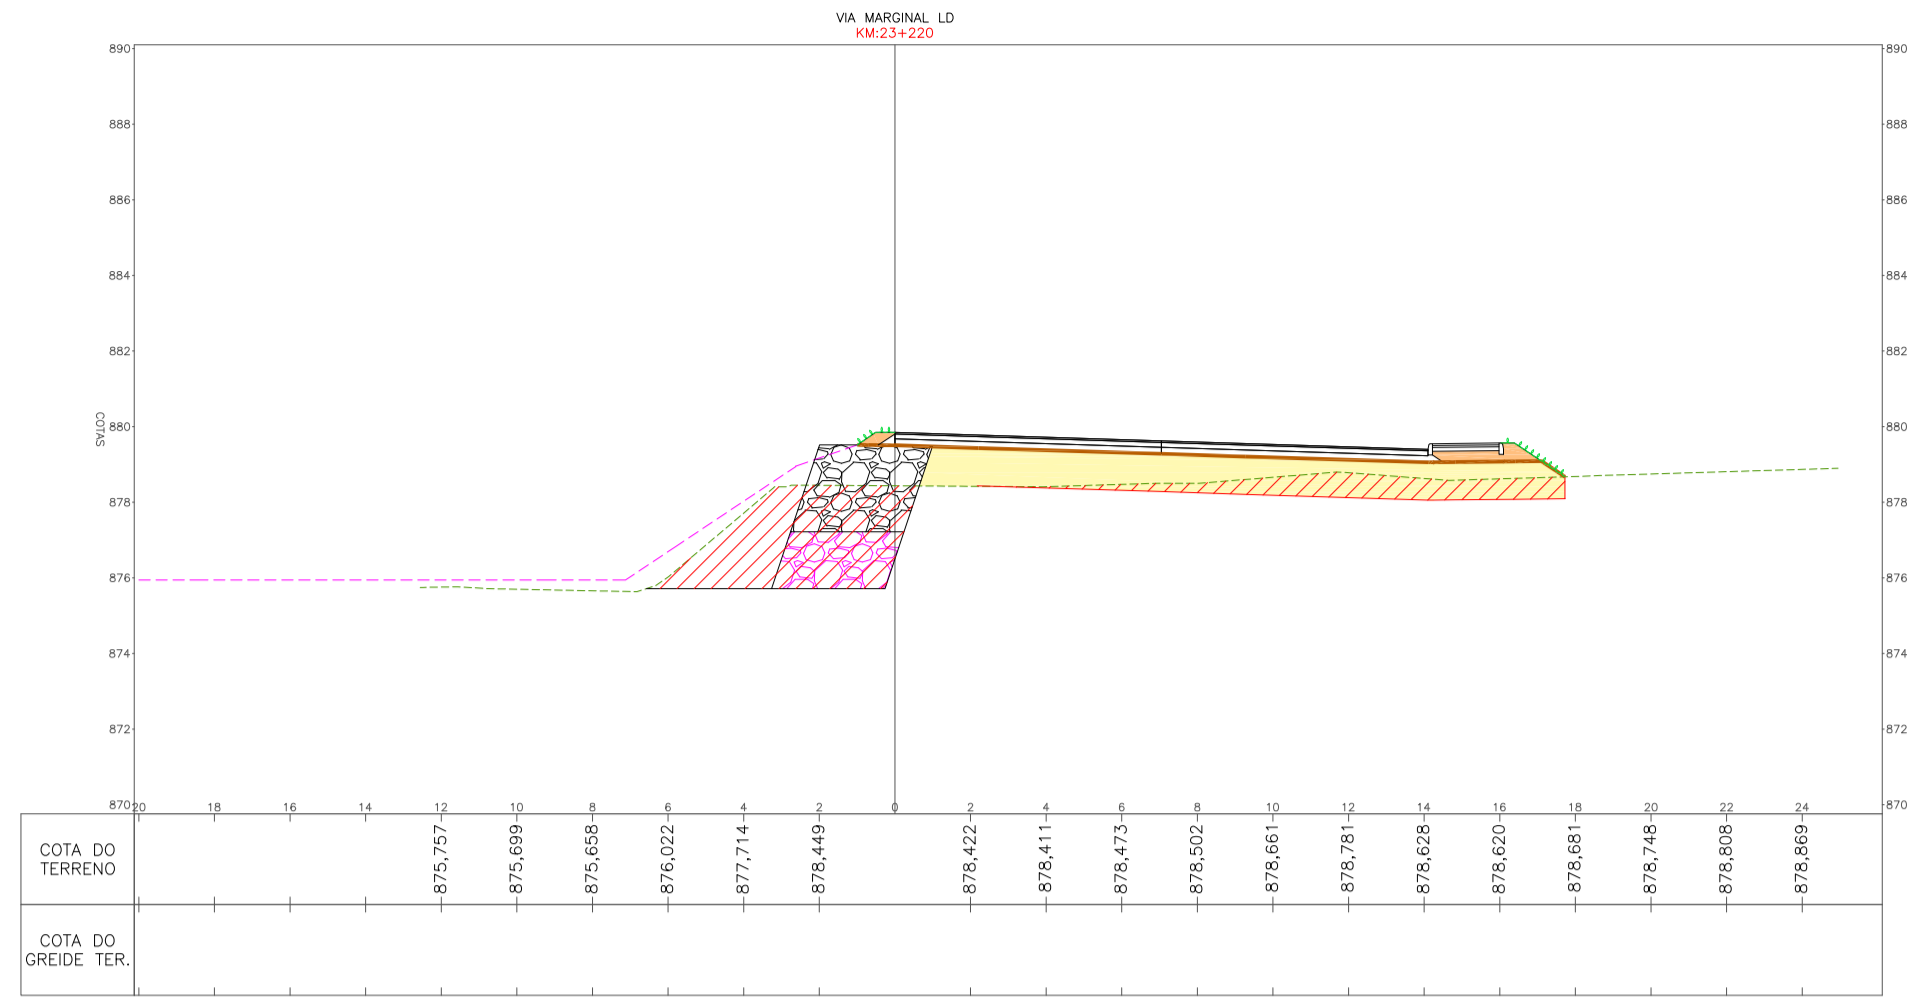 VIA MARGINAL LD
KM:23+220
890 890
888 888
886 886
884 884
882 882
880 880
COTAS
878 878
876 876
874 874
872 872
870 870
20 18 16 14 12 10 8 6 4 2 0 2 4 6 8 10 12 14 16 18 20 22 24
COTA DO
TERRENO
875,757 875,699 875,658 876,022 877,714 878,449 878,422 878,411 878,473 878,502 878,661 878,781 878,628 878,620 878,681 878,748 878,808 878,869
COTA DO
GREIDE TER.